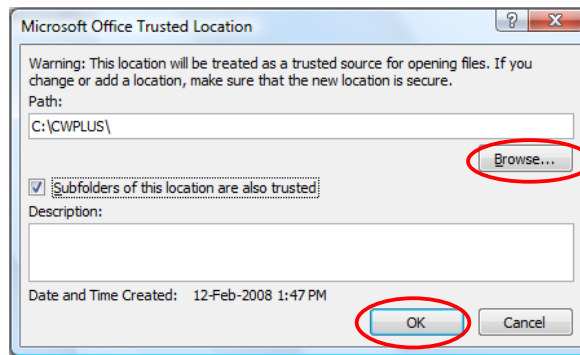 Microsoft Office Trusted Location
Warning: This location will be treated as a trusted source for opening files. If you
change or add a location, make sure that the new location is secure.
Path:
C:\CWPLUS\
Browse...
Subfolders of this location are also trusted
Description:
Date and Time Created: 12-Feb-2008 1:47 PM
OK Cancel